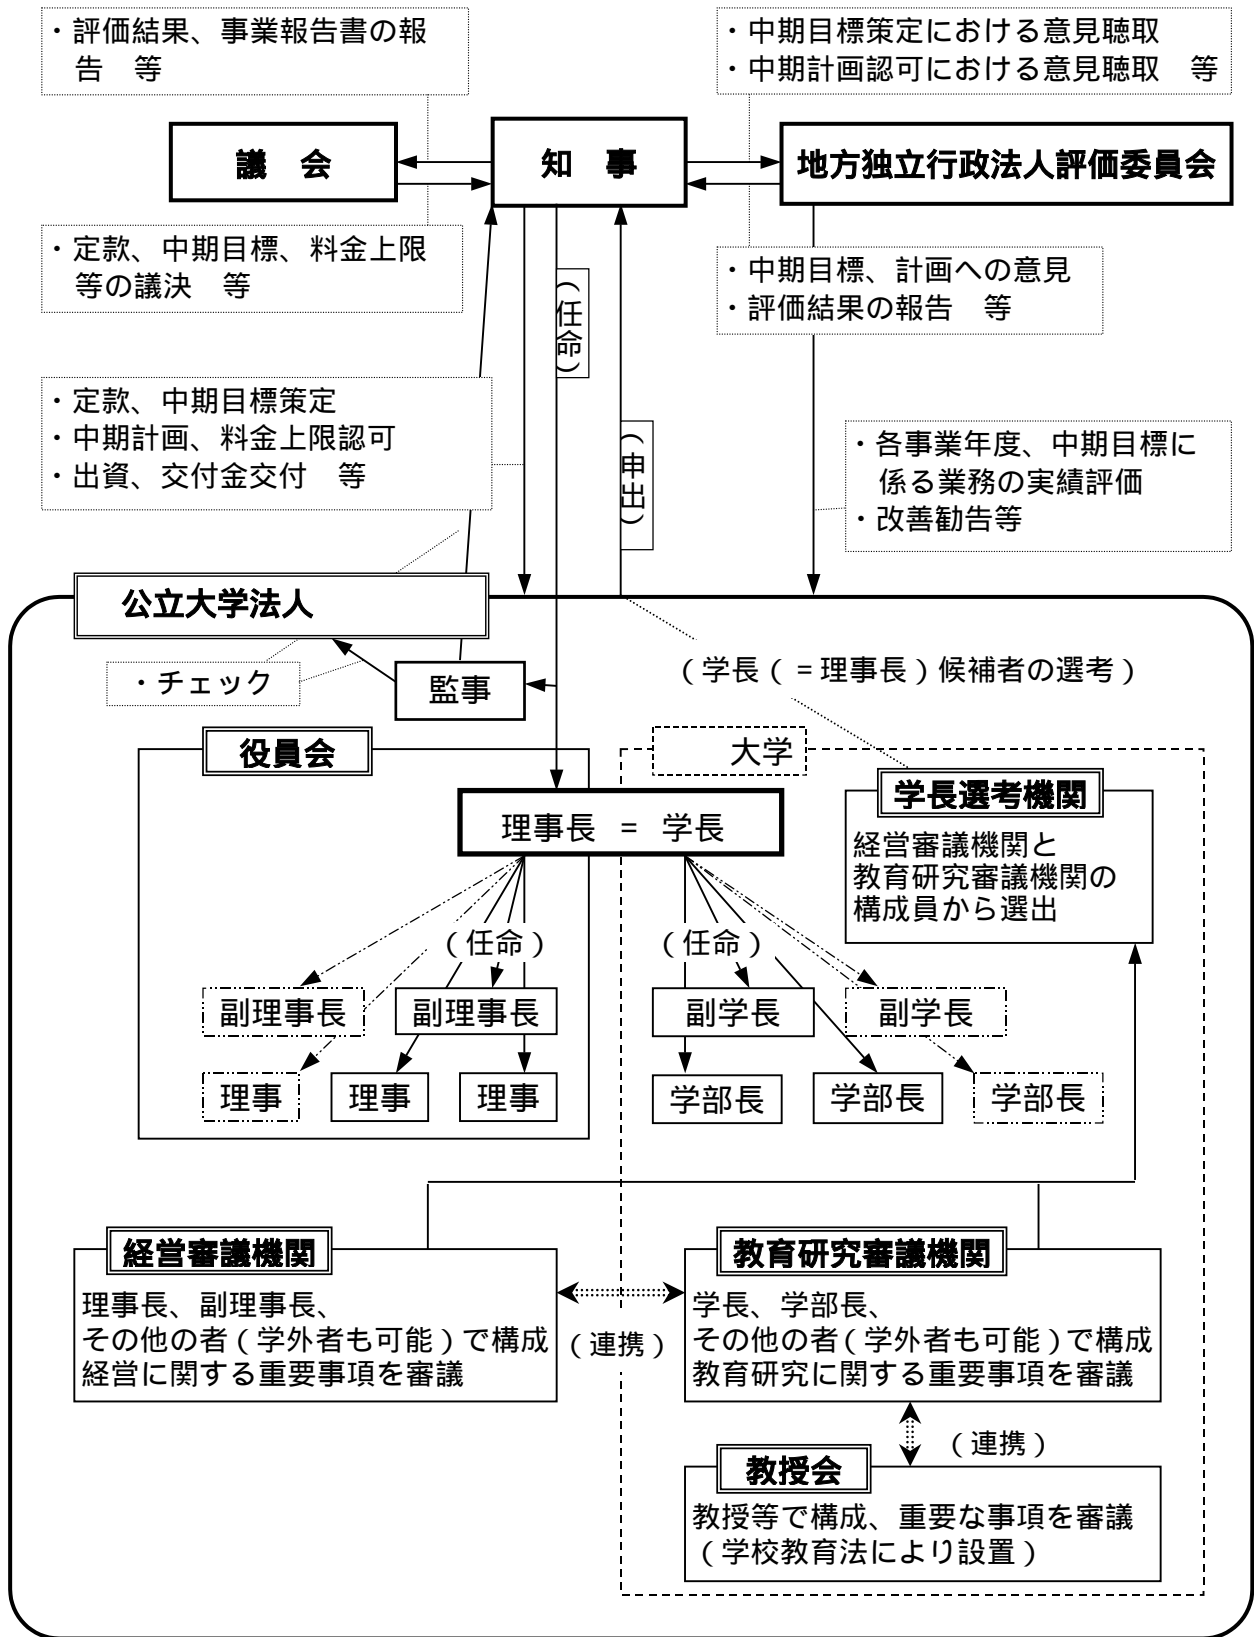 ・評価結果、事業報告書の報
告　等
・中期目標策定における意見聴取
・中期計画認可における意見聴取　等
議　会
知　事
地方独立行政法人評価委員会
・定款、中期目標、料金上限
等の議決　等
・中期目標、計画への意見
・評価結果の報告　等
（任命）
・定款、中期目標策定
・中期計画、料金上限認可
・出資、交付金交付　等
（申出）
・各事業年度、中期目標に
係る業務の実績評価
・改善勧告等
公立大学法人
・チェック
監事
（学長（＝理事長）候補者の選考）
役員会
大学
学長選考機関
理事長　＝　学長
経営審議機関と
教育研究審議機関の
構成員から選出
（任命）
（任命）
副理事長
副理事長
副学長
副学長
理事
理事
理事
学部長
学部長
学部長
経営審議機関
理事長、副理事長、
その他の者（学外者も可能）で構成
経営に関する重要事項を審議
（連携）
教育研究審議機関
学長、学部長、
その他の者（学外者も可能）で構成
教育研究に関する重要事項を審議
（連携）
教授会
教授等で構成、重要な事項を審議
（学校教育法により設置）